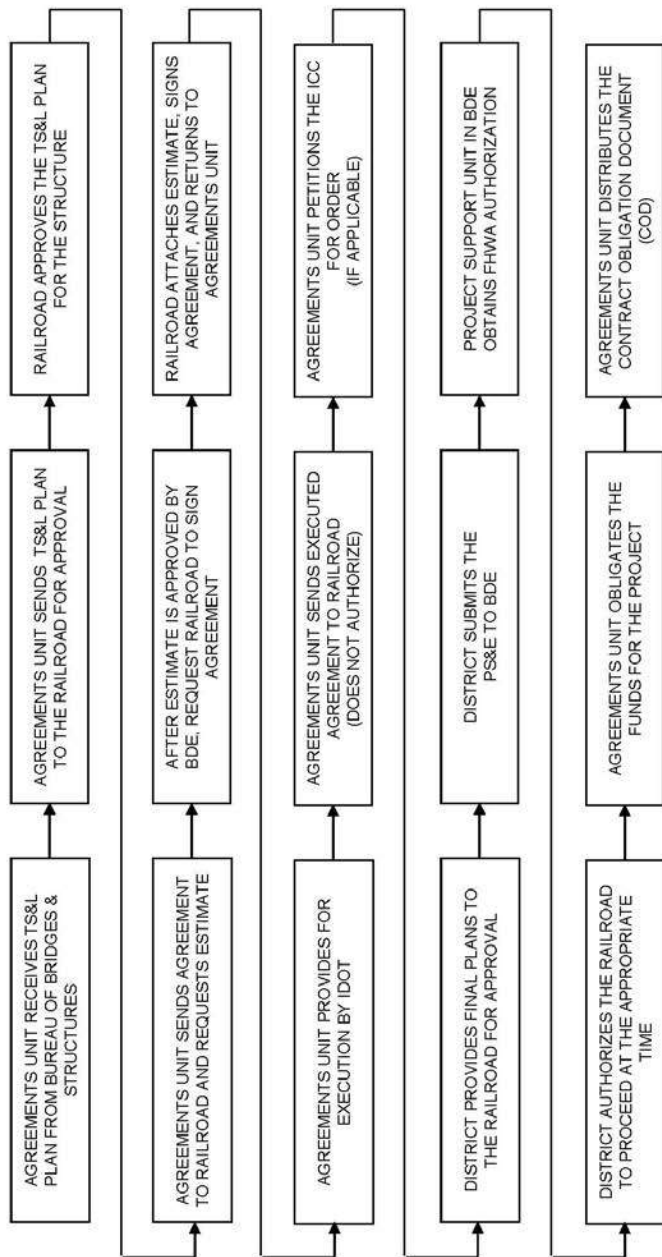 AGREEMENTS UNIT RECEIVES TS&L
PLAN FROM BUREAU OF BRIDGES &
STRUCTURES
AGREEMENTS UNIT SENDS TS&L PLAN
TO THE RAILROAD FOR APPROVAL
RAILROAD APPROVES THE TS&L PLAN
FOR THE STRUCTURE
AGREEMENTS UNIT SENDS AGREEMENT
TO RAILROAD AND REQUESTS ESTIMATE
AFTER ESTIMATE IS APPROVED BY
BDE, REQUEST RAILROAD TO SIGN
AGREEMENT
RAILROAD ATTACHES ESTIMATE, SIGNS
AGREEMENT, AND RETURNS TO
AGREEMENTS UNIT
AGREEMENTS UNIT PROVIDES FOR
EXECUTION BY IDOT
AGREEMENTS UNIT SENDS EXECUTED
AGREEMENT TO RAILROAD
(DOES NOT AUTHORIZE)
AGREEMENTS UNIT PETITIONS THE ICC
FOR ORDER
(IF APPLICABLE)
DISTRICT PROVIDES FINAL PLANS TO
THE RAILROAD FOR APPROVAL
DISTRICT SUBMITS THE
PS&E TO BDE
PROJECT SUPPORT UNIT IN BDE
OBTAINS FHWA AUTHORIZATION
DISTRICT AUTHORIZES THE RAILROAD
TO PROCEED AT THE APPROPRIATE
TIME
AGREEMENTS UNIT OBLIGATES THE
FUNDS FOR THE PROJECT
AGREEMENTS UNIT DISTRIBUTES THE
CONTRACT OBLIGATION DOCUMENT
(COD)